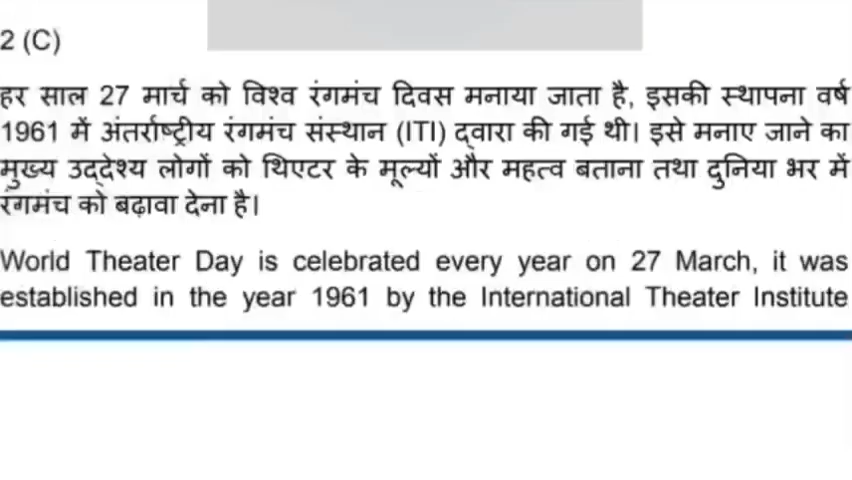 2 (C)
हर साल 27 मार्च को विश्व रंगमंच दिवस मनाया जाता है, इसकी स्थापना वर्ष
1961 में अंतर्राष्ट्रीय रंगमंच संस्थान (ITI) द्वारा की गई थी। इसे मनाए जाने का
मुख्य उद्देश्य लोगों को थिएटर के मूल्यों और महत्व बताना तथा दुनिया भर में
रंगमंच को बढ़ावा देना है।
World Theater Day is celebrated every year on 27 March, it was
established in the year 1961 by the International Theater Institute